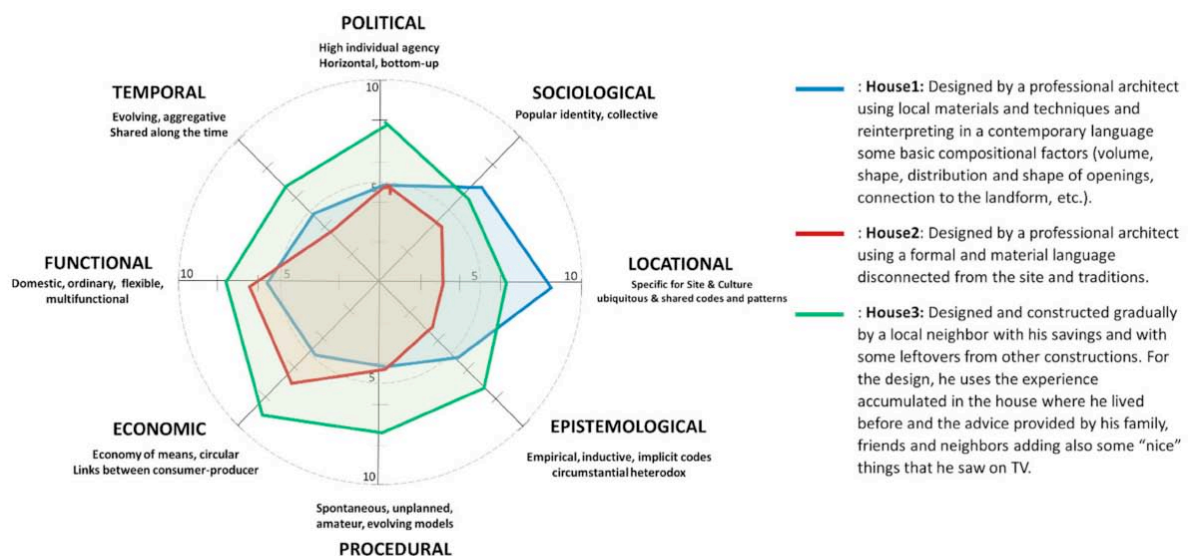 POLITICAL
High individual agency
Horizontal, bottom-up
10
TEMPORAL
Evolving, aggregative
Shared along the time
SOCIOLOGICAL
Popular identity, collective
5
FUNCTIONAL
Domestic, ordinary, flexible,
multifunctional
10
5
5
10
LOCATIONAL
Specific for Site & Culture
ubiquitous & shared codes and patterns
5
ECONOMIC
Economy of means, circular
Links between consumer-producer
EPISTEMOLOGICAL
Empirical, inductive, implicit codes
circumstantial heterodox
10
Spontaneous, unplanned,
amateur, evolving models
PROCEDURAL
: House1: Designed by a professional architect
using local materials and techniques and
reinterpreting in a contemporary language
some basic compositional factors (volume,
shape, distribution and shape of openings,
connection to the landform, etc.).
: House2: Designed by a professional architect
using a formal and material language
disconnected from the site and traditions.
: House3: Designed and constructed gradually
by a local neighbor with his savings and with
some leftovers from other constructions. For
the design, he uses the experience
accumulated in the house where he lived
before and the advice provided by his family,
friends and neighbors adding also some “nice”
things that he saw on TV.